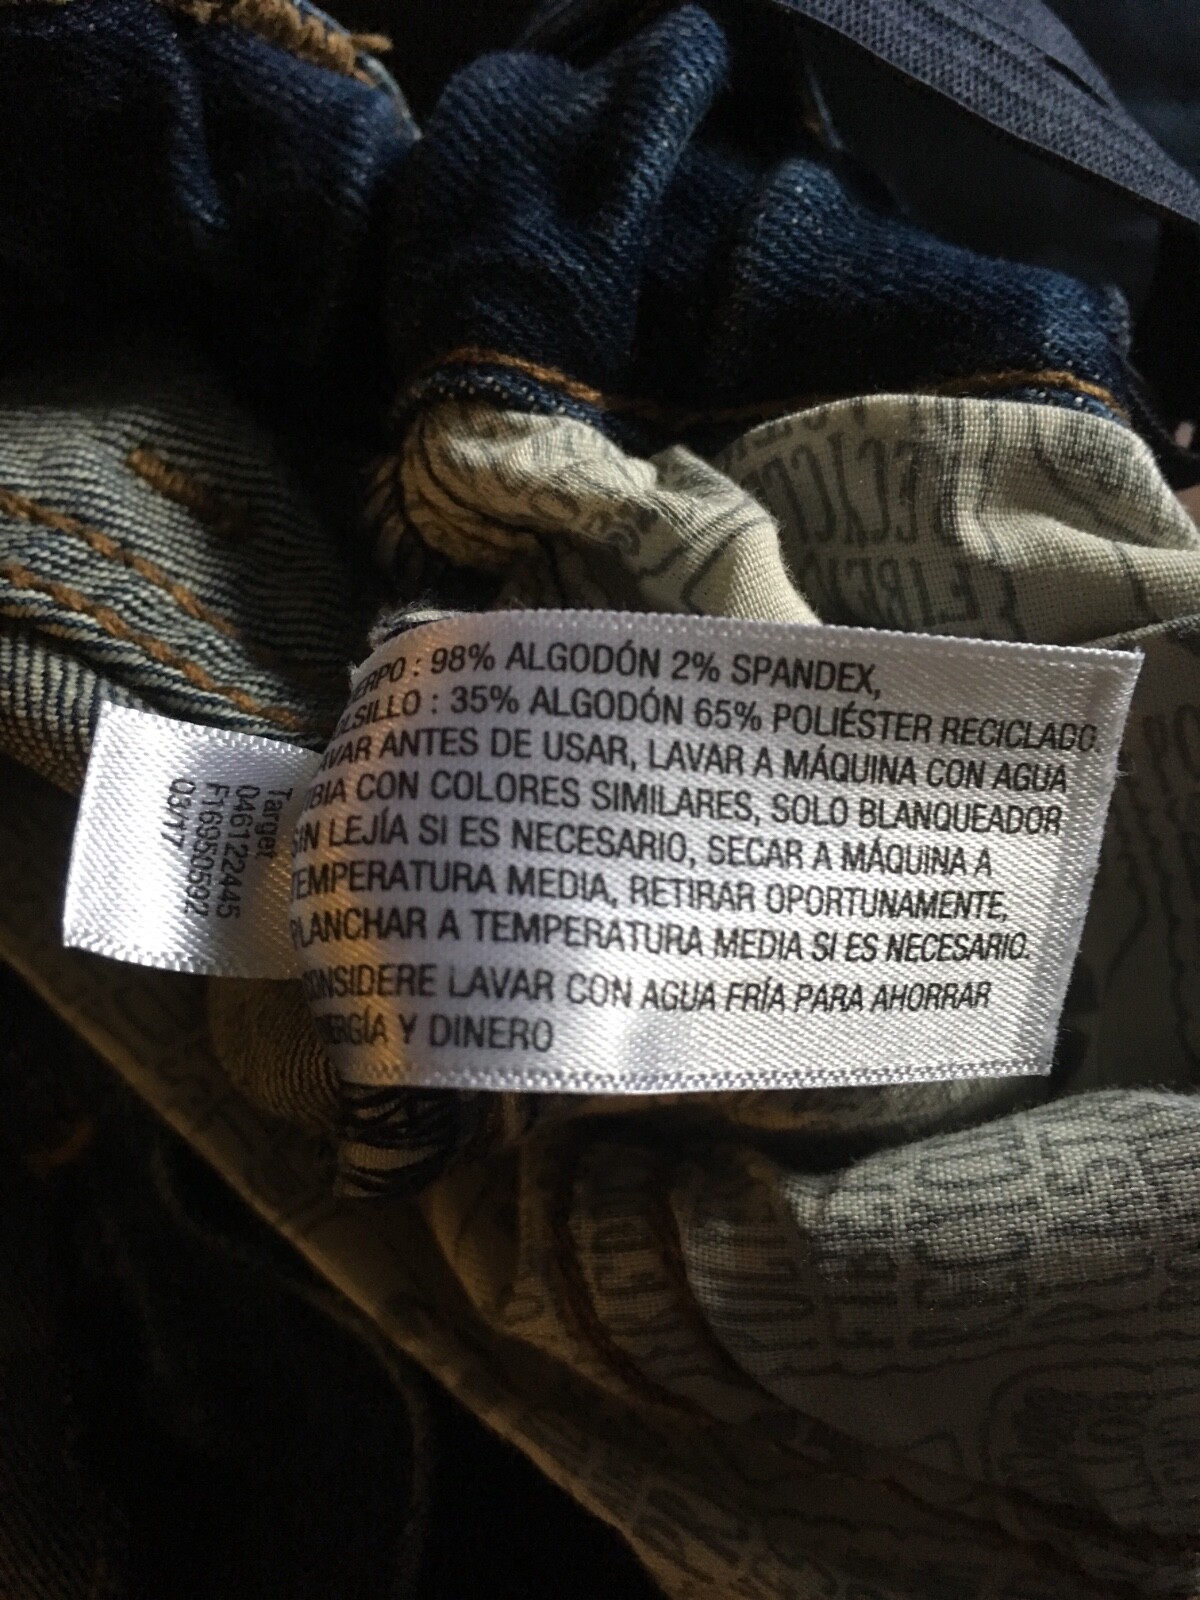 : 98% ALGODÓN 2% SPANDEX,
: 35% ALGODÓN 65% POLIÉSTER RECICLADO
ANTES DE USAR, LAVAR A MÁQUINA CON AGUA
CON COLORES SIMILARES, SOLO BLANQUEADOR
LEJÍA SI ES NECESARIO, SECAR A MÁQUINA A
TEMPERATURA MEDIA, RETIRAR OPORTUNAMENTE,
PLANCHAR A TEMPERATURA MEDIA SI ES NECESARIO.
CONSIDERE LAVAR CON AGUA FRÍA PARA AHORRAR
Y DINERO
Target
046122445
F16950592
03/17